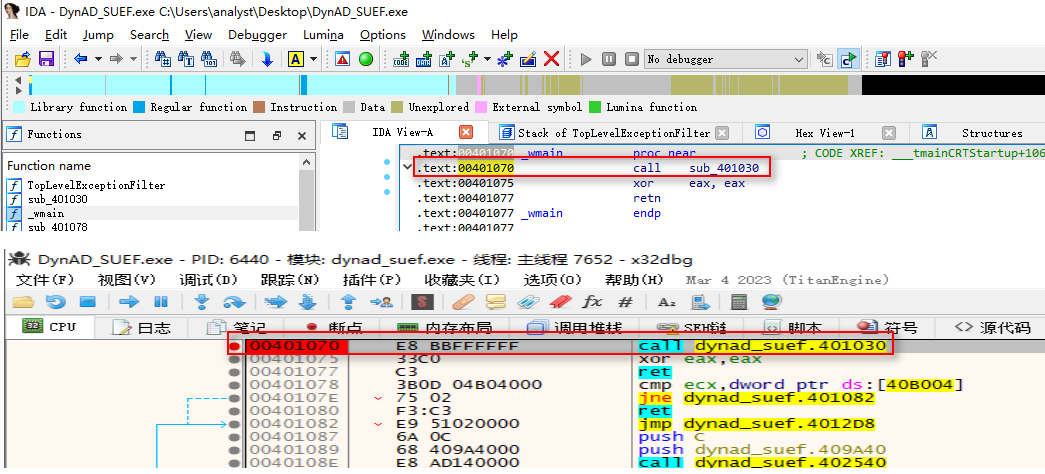 IDA - DynAD_SUEF.exe C:\Users\analyst\Desktop\DynAD_SUEF.exe
File Edit Jump Search View Debugger Lumina Options Windows Help
No debugger
Library function Regular function Instruction Data Unexplored External symbol Lumina function
Functions IDA View-A Stack of TopLevelExceptionFilter Hex View-1 Structures
Function name
TopLevelExceptionFilter
sub_401030
_wmain
sub_401078
.text:00401070 _wmain proc near ; CODE XREF: ___tmainCRTStartup+106
.text:00401070 call sub_401030
.text:00401075 xor eax, eax
.text:00401077 retn
.text:00401077 _wmain endp
.text:00401077
DynAD_SUEF.exe - PID: 6440 - 模块: dynad_suef.exe - 线程: 主线程 7652 - x32dbg
文件(F) 视图(V) 调试(D) 跟踪(N) 插件(P) 收藏夹(I) 选项(O) 帮助(H) Mar 4 2023 (TitanEngine)
CPU 日志 笔记 断点 内存布局 调用堆栈 SEH链 脚本 符号 源代码
00401070 E8 BBFFFFFF call dynad_suef.401030
00401075 33C0 xor eax,eax
00401077 C3 ret
00401078 3B0D 04B04000 cmp ecx,dword ptr ds:[40B004]
0040107E 75 02 jne dynad_suef.401082
00401080 F3:C3 ret
00401082 E9 51020000 jmp dynad_suef.4012D8
00401087 6A 0C push C
00401089 68 409A4000 push dynad_suef.409A40
0040108E E8 AD140000 call dynad_suef.402540